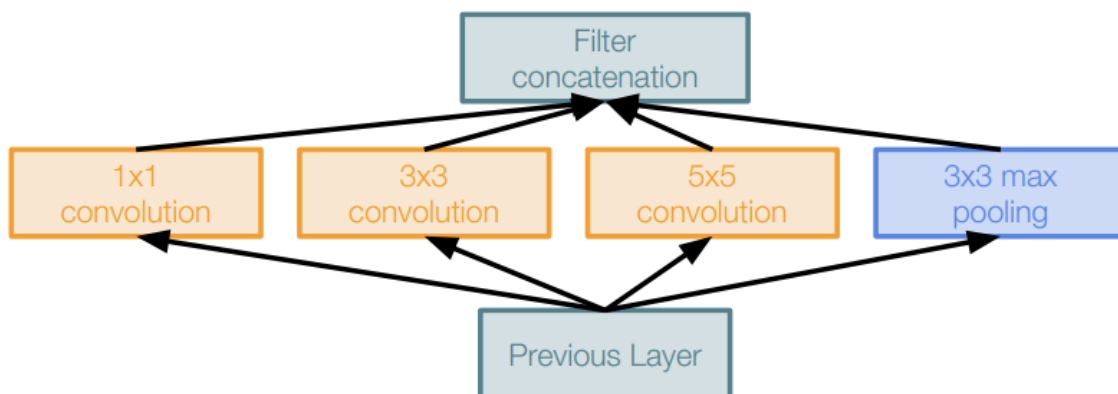 Filter
concatenation
1x1
convolution
3x3
convolution
5x5
convolution
3x3 max
pooling
Previous Layer